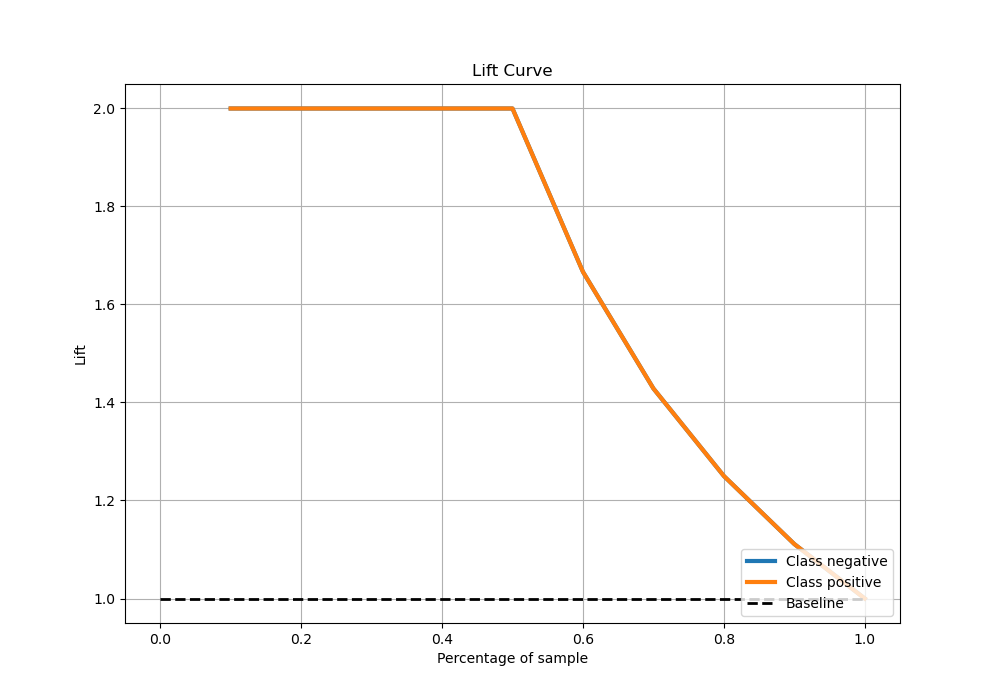 Lift Curve
Lift
2.0
1.8
1.6
1.4
1.2
1.0
0.0 0.2 0.4 0.6 0.8 1.0
Percentage of sample
Class negative
Class positive
Baseline